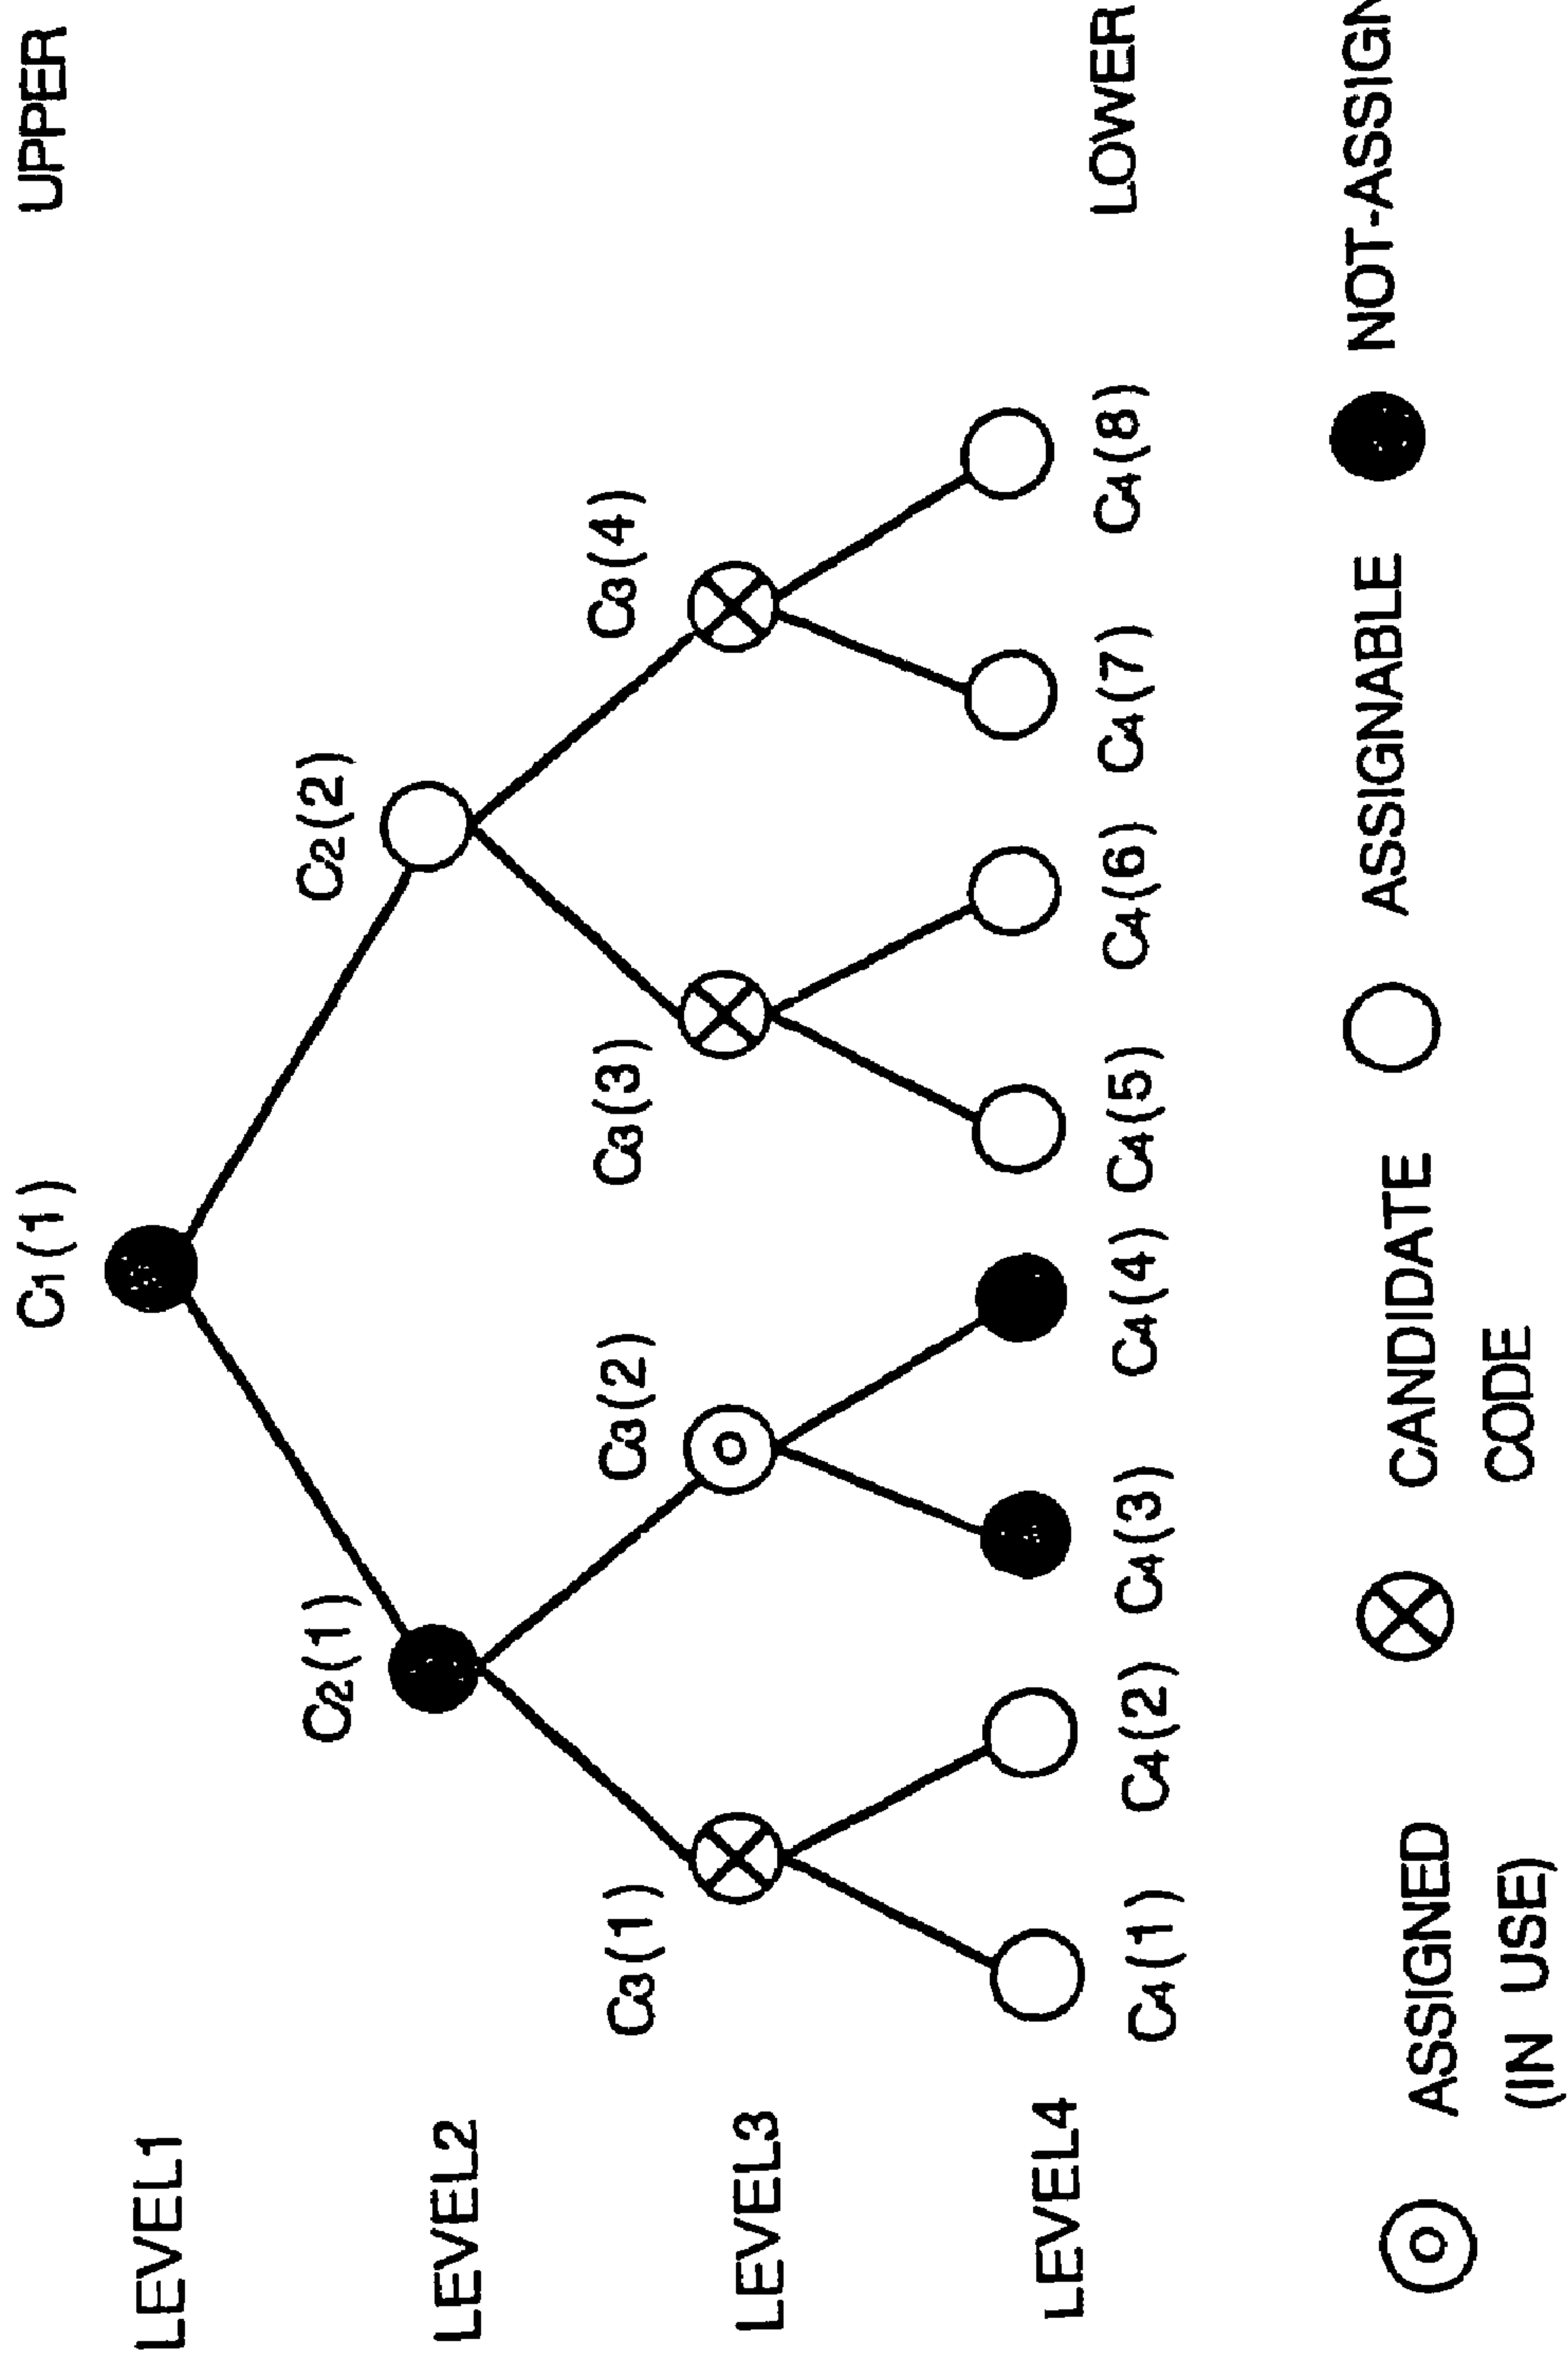 UPPER
C1(1)
LEVEL1
C2(1)
C2(2)
LEVEL2
C3(1)
C3(2)
C3(3)
C3(4)
LEVEL3
LEVEL4
C4(1)
C4(2)
C4(3)
C4(4)
C4(5)
C4(6)
C4(7)
C4(8)
LOWER
ASSIGNED
(IN USE)
CANDIDATE
CODE
ASSIGNABLE